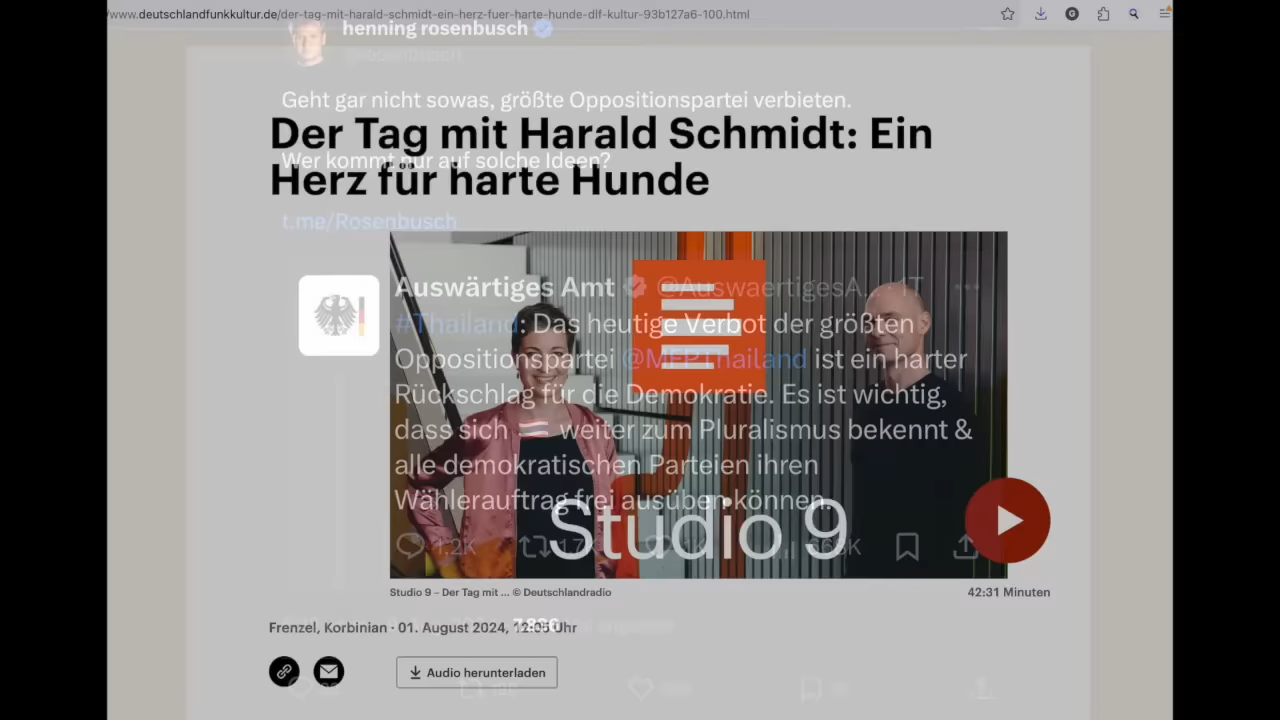 www.deutschlandfunkkultur.de/der-tag-mit-harald-schmidt-ein-herz-fuer-harte-hunde-dlf-kultur-93b127a6-100.html
henning rosenbusch
Geht gar nicht sowas, größte Oppositionspartei verbieten.
Der Tag mit Harald Schmidt: Ein
Wer kommt nur auf solche Ideen?
Herz für harte Hunde
t.me/Rosenbusch
Auswärtiges Amt @AuswaertigesA... · 1T
#Thailand: Das heutige Verbot der größten
Oppositionspartei @MFPThailand ist ein harter
Rückschlag für die Demokratie. Es ist wichtig,
dass sich weiter zum Pluralismus bekennt &
alle demokratischen Parteien ihren
Wählerauftrag frei ausüben können.
Studio 9
1.2K
Studio 9 – Der Tag mit ... © Deutschlandradio
42:31 Minuten
Frenzel, Korbinian · 01. August 2024, 12:05 Uhr
Audio herunterladen